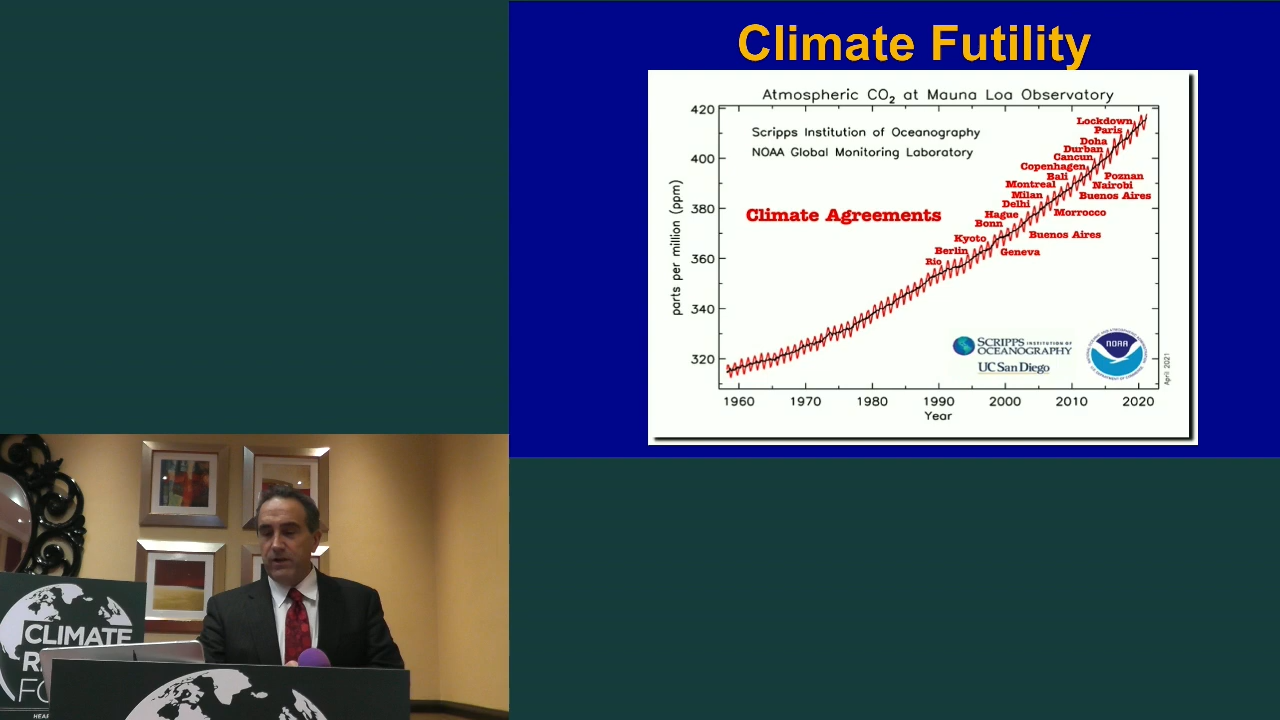 Climate Futility
Atmospheric CO2 at Mauna Loa Observatory
Scripps Institution of Oceanography
NOAA Global Monitoring Laboratory
Climate Agreements
parts per million (ppm)
420
400
380
360
340
320
Lockdown
Paris
Doha
Durban
Cancun
Copenhagen
Bali
Poznan
Montreal
Nairobi
Milan
Buenos Aires
Delhi
Hague
Morrocco
Bonn
Kyoto
Buenos Aires
Berlin
Geneva
Rio
SCRIPPS INSTITUTION OF
OCEANOGRAPHY
UC San Diego
NOAA
April 2021
1960 1970 1980 1990 2000 2010 2020
Year
CLIMATE